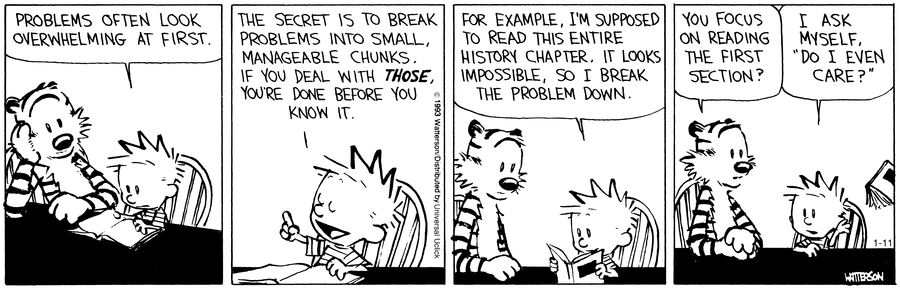 PROBLEMS OFTEN LOOK
OVERWHELMING AT FIRST.
THE SECRET IS TO BREAK
PROBLEMS INTO SMALL,
MANAGEABLE CHUNKS.
IF YOU DEAL WITH THOSE,
YOU'RE DONE BEFORE YOU
KNOW IT.
© 1993 Watterson/Distributed by Universal Uclick
FOR EXAMPLE, I'M SUPPOSED
TO READ THIS ENTIRE
HISTORY CHAPTER. IT LOOKS
IMPOSSIBLE, SO I BREAK
THE PROBLEM DOWN.
YOU FOCUS
ON READING
THE FIRST
SECTION?
I ASK
MYSELF,
"DO I EVEN
CARE?"
1-11
WATTERSON